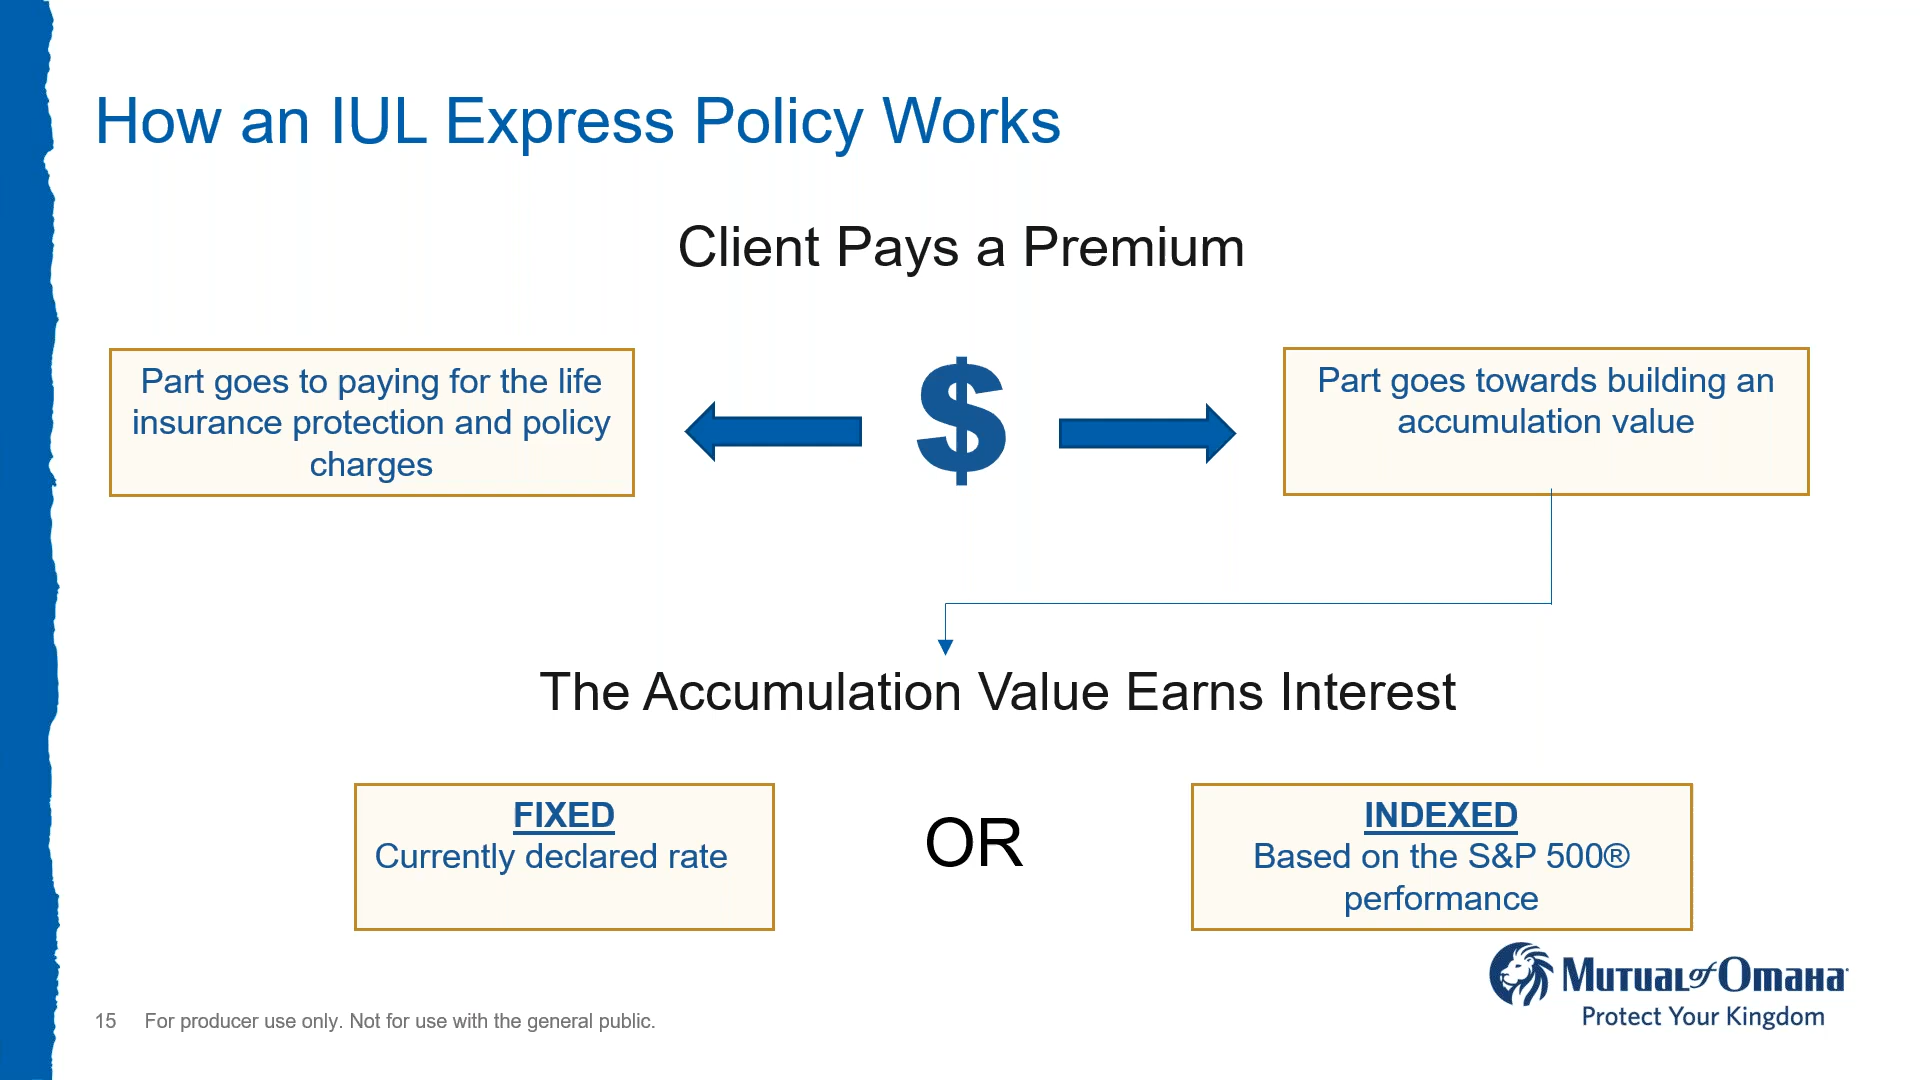 How an IUL Express Policy Works
Client Pays a Premium
Part goes to paying for the life
insurance protection and policy
charges
$
Part goes towards building an
accumulation value
The Accumulation Value Earns Interest
FIXED
Currently declared rate
OR
INDEXED
Based on the S&P 500®
performance
Mutual of Omaha
Protect Your Kingdom
15 For producer use only. Not for use with the general public.